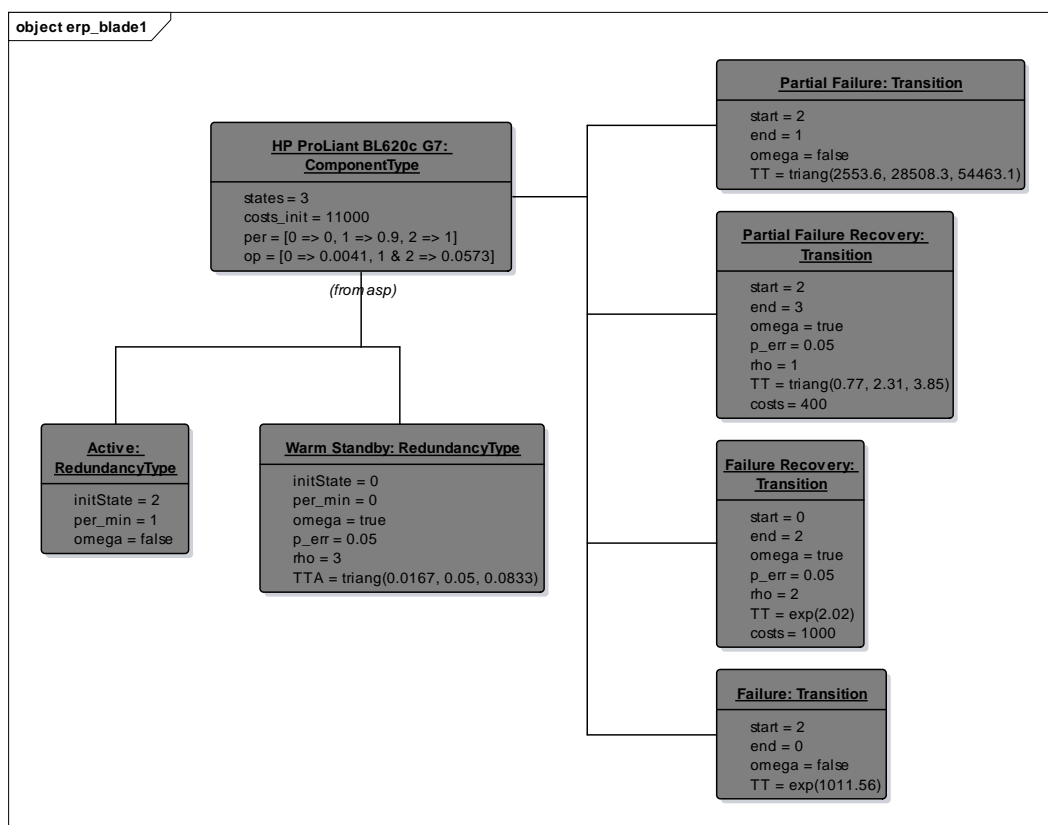 object erp_blade1
HP ProLiant BL620c G7:
ComponentType
states = 3
costs_init = 11000
per = [0 => 0, 1 => 0.9, 2 => 1]
op = [0 => 0.0041, 1 & 2 => 0.0573]
(from asp)
Active:
RedundancyType
initState = 2
per_min = 1
omega = false
Warm Standby: RedundancyType
initState = 0
per_min = 0
omega = true
p_err = 0.05
rho = 3
TTA = triang(0.0167, 0.05, 0.0833)
Partial Failure: Transition
start = 2
end = 1
omega = false
TT = triang(2553.6, 28508.3, 54463.1)
Partial Failure Recovery:
Transition
start = 2
end = 3
omega = true
p_err = 0.05
rho = 1
TT = triang(0.77, 2.31, 3.85)
costs = 400
Failure Recovery:
Transition
start = 0
end = 2
omega = true
p_err = 0.05
rho = 2
TT = exp(2.02)
costs = 1000
Failure: Transition
start = 2
end = 0
omega = false
TT = exp(1011.56)